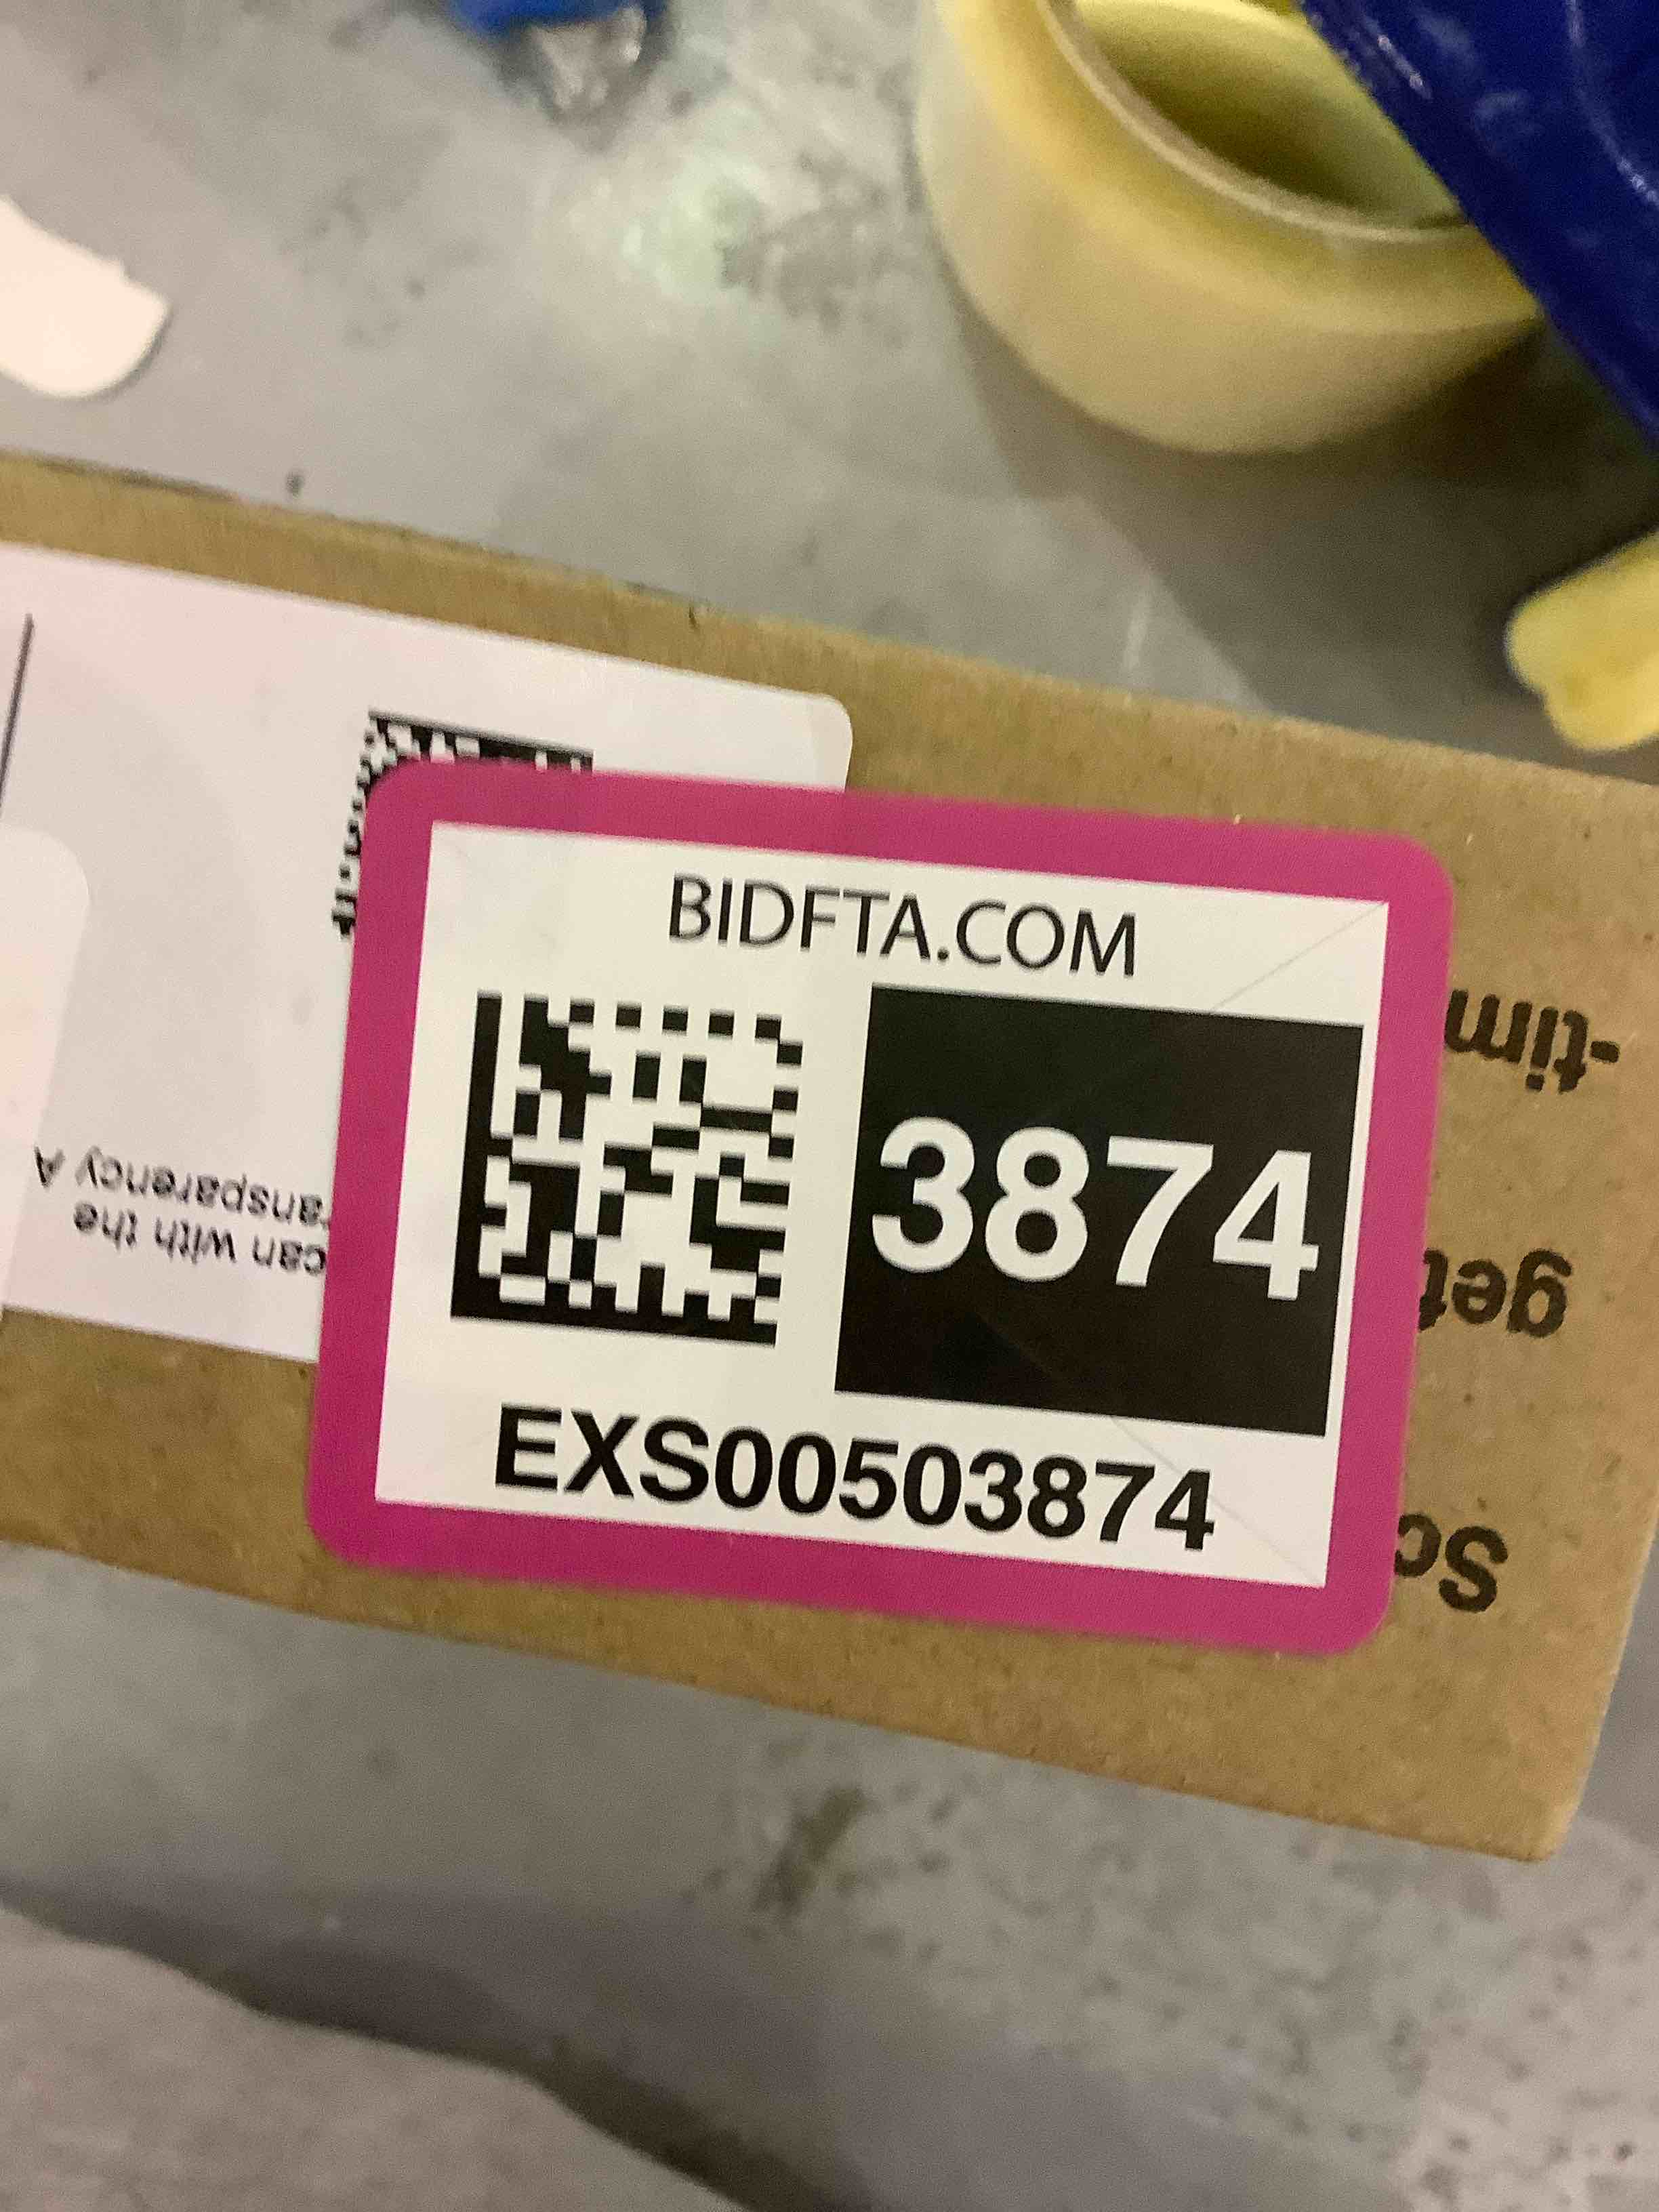 BIDFTA.COM
3874
EXS00503874
can with the
ransparency A
Sc
get
-tim